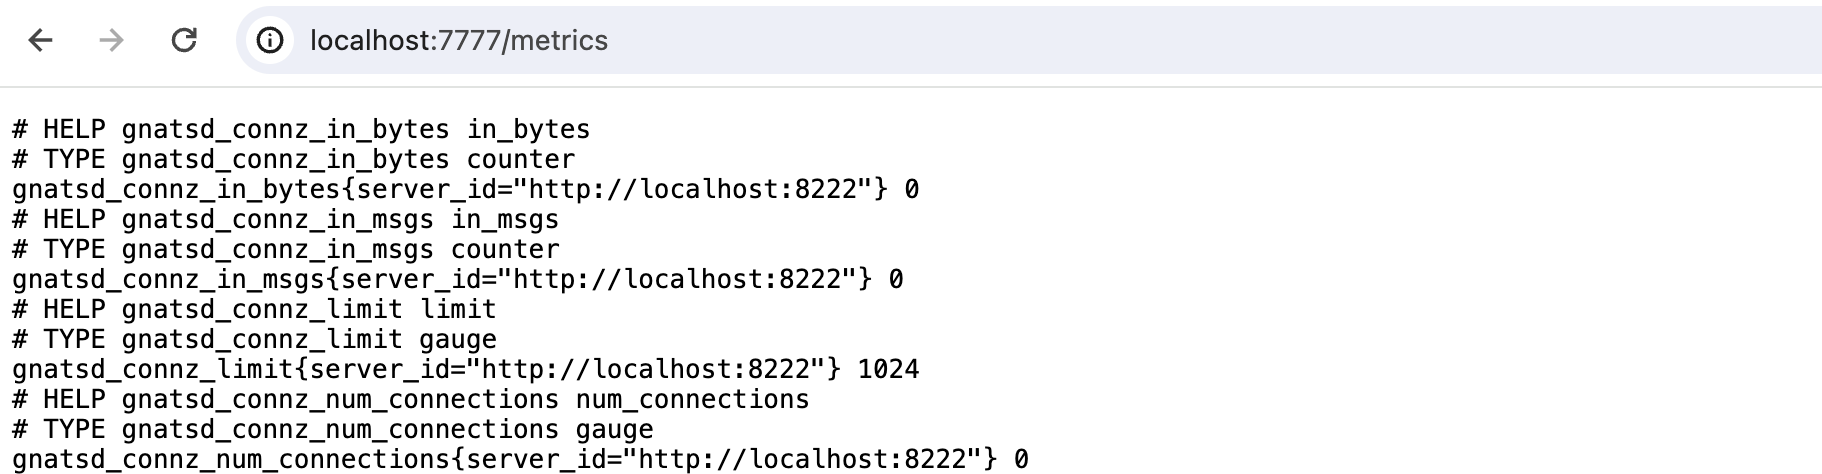 localhost:7777/metrics
# HELP gnatsd_connz_in_bytes in_bytes
# TYPE gnatsd_connz_in_bytes counter
gnatsd_connz_in_bytes{server_id="http://localhost:8222"} 0
# HELP gnatsd_connz_in_msgs in_msgs
# TYPE gnatsd_connz_in_msgs counter
gnatsd_connz_in_msgs{server_id="http://localhost:8222"} 0
# HELP gnatsd_connz_limit limit
# TYPE gnatsd_connz_limit gauge
gnatsd_connz_limit{server_id="http://localhost:8222"} 1024
# HELP gnatsd_connz_num_connections num_connections
# TYPE gnatsd_connz_num_connections gauge
gnatsd_connz_num_connections{server_id="http://localhost:8222"} 0